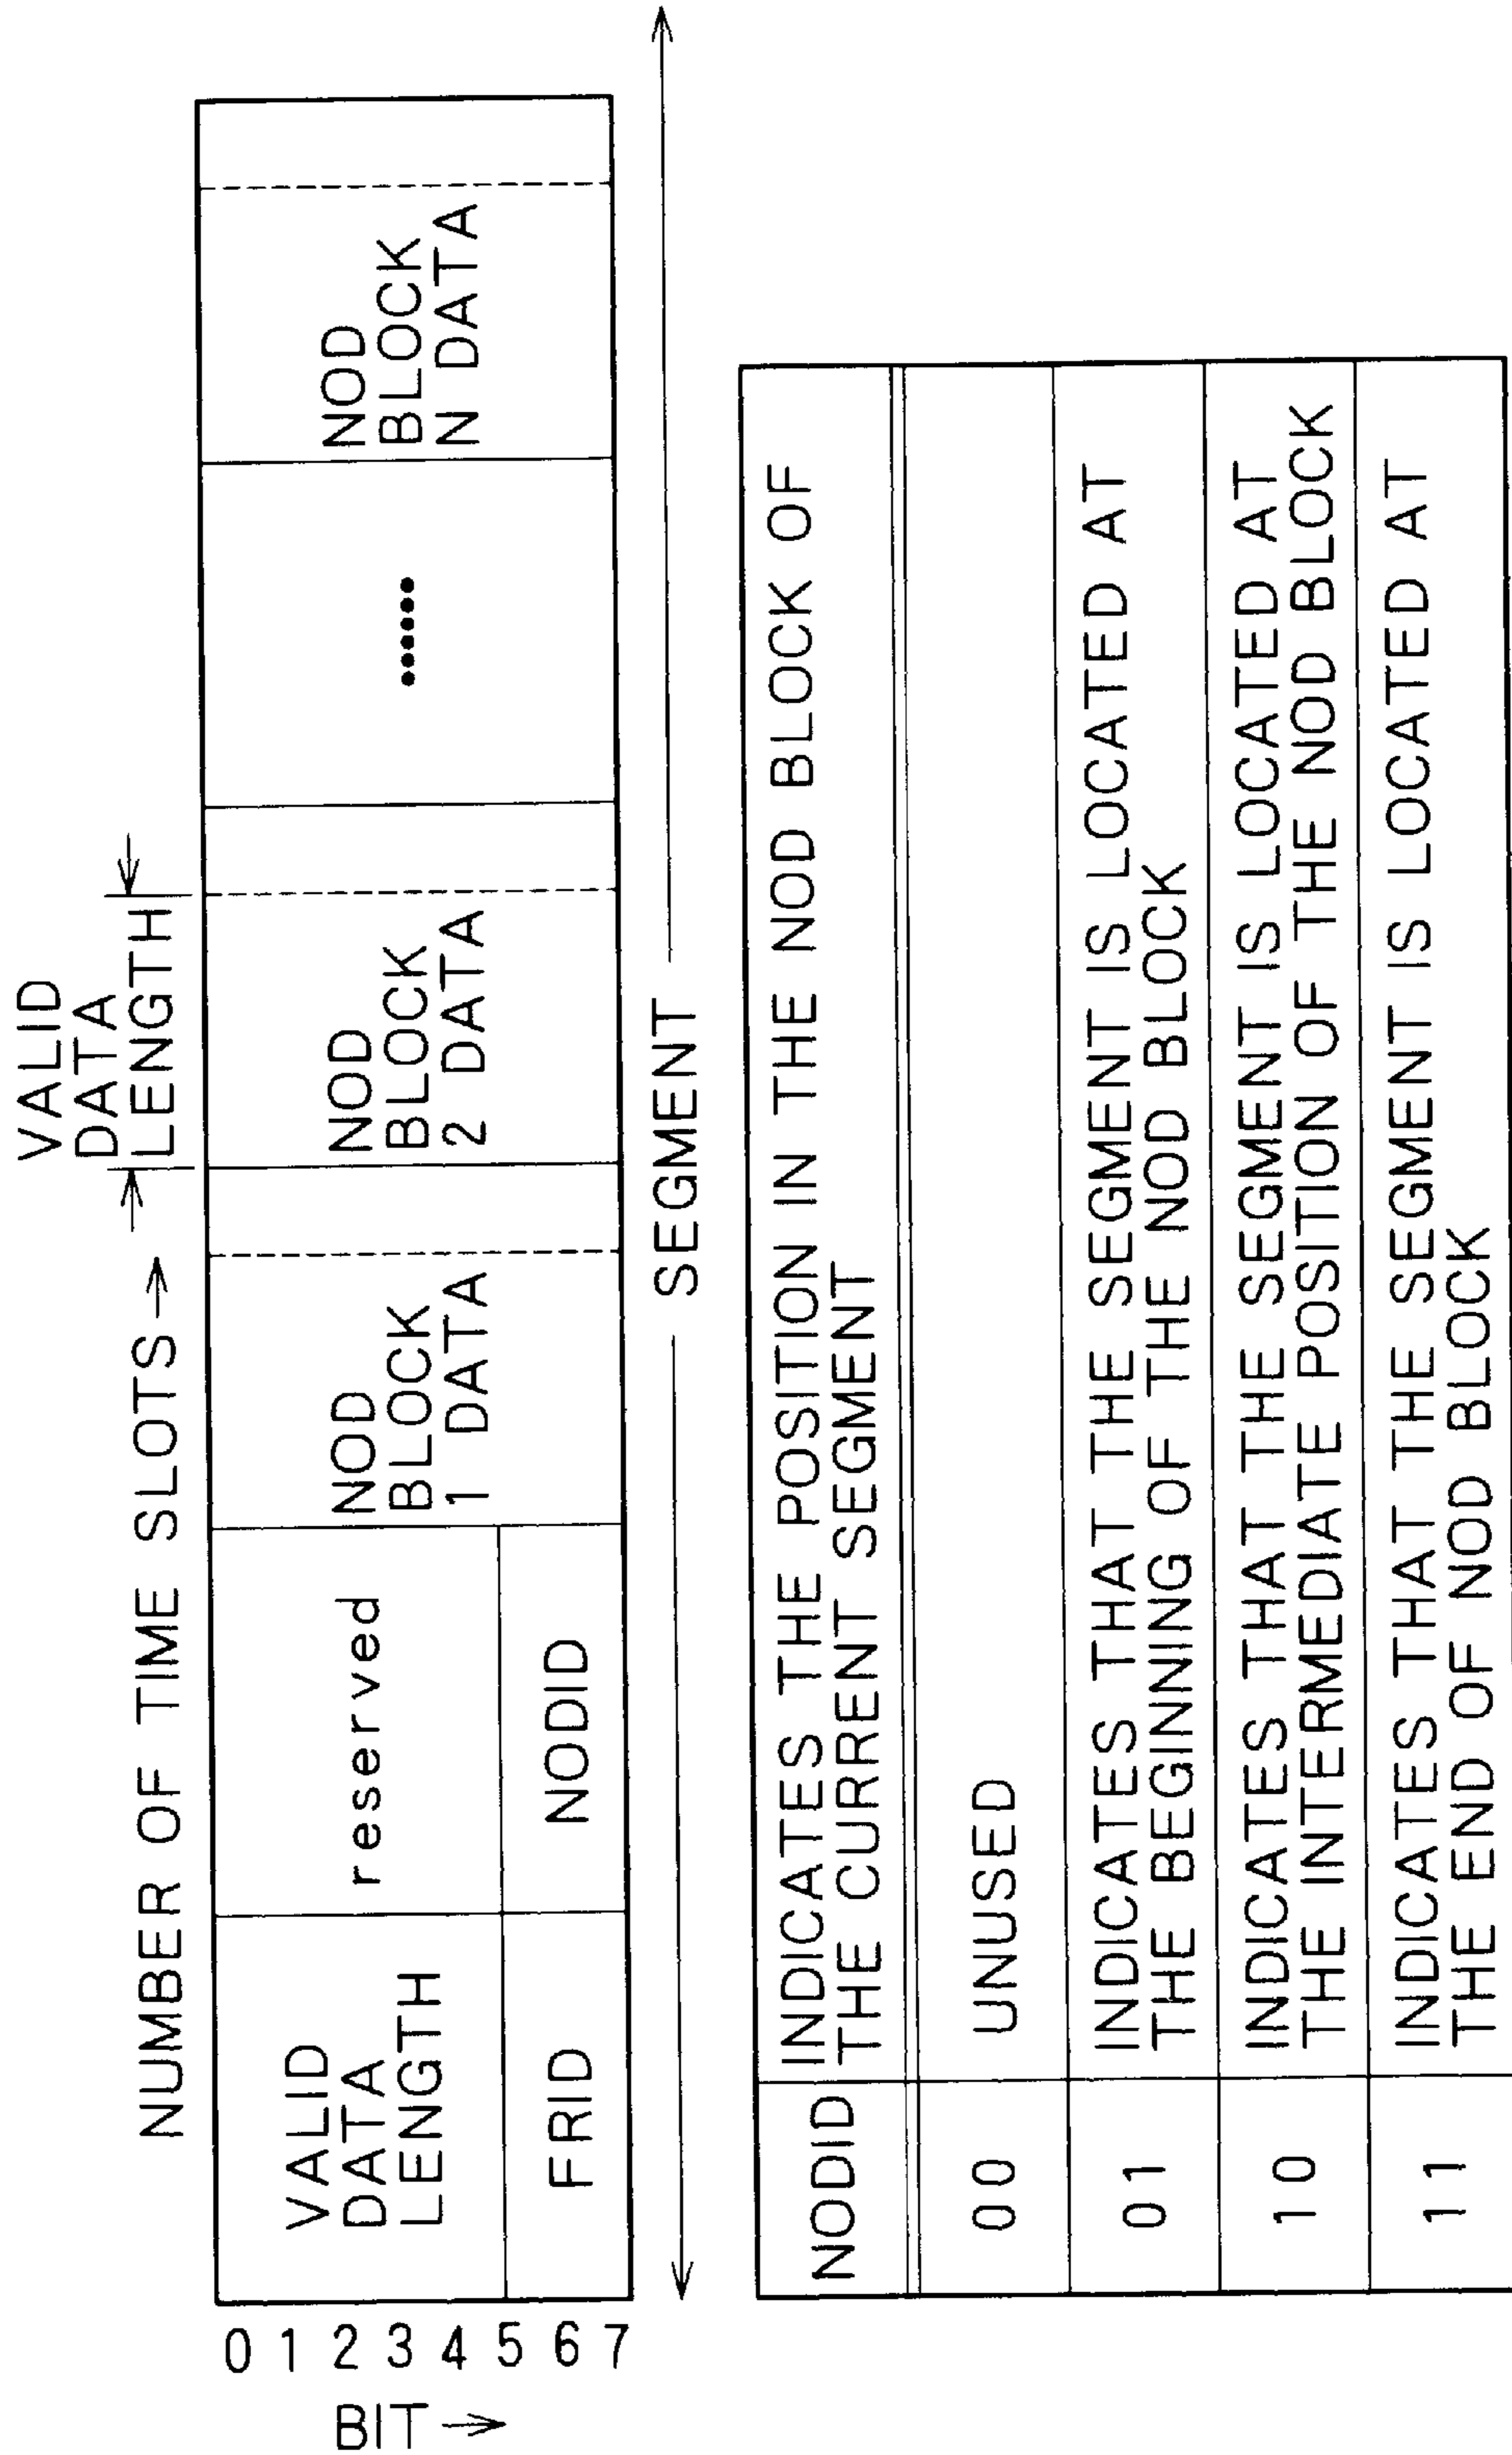 VALID
DATA
LENGTH
NUMBER OF TIME SLOTS
BIT
0
1
2
3
4
5
6
7
VALID
DATA
LENGTH
FRID
reserved
NODID
NOD
BLOCK
1 DATA
NOD
BLOCK
2 DATA
......
NOD
BLOCK
N DATA
SEGMENT
NODID
INDICATES THE POSITION IN THE NOD BLOCK OF
THE CURRENT SEGMENT
00
UNUSED
01
INDICATES THAT THE SEGMENT IS LOCATED AT
THE BEGINNING OF THE NOD BLOCK
10
INDICATES THAT THE SEGMENT IS LOCATED AT
THE INTERMEDIATE POSITION OF THE NOD BLOCK
11
INDICATES THAT THE SEGMENT IS LOCATED AT
THE END OF NOD BLOCK